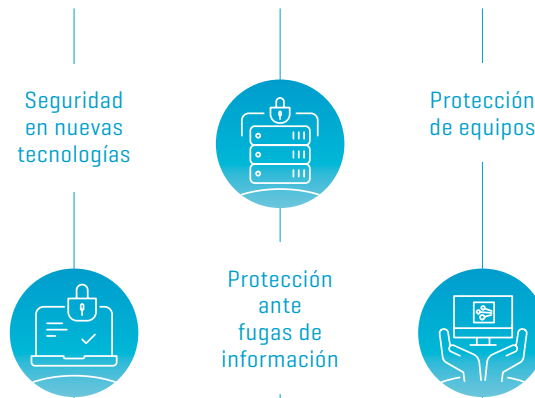 Seguridad
en nuevas
tecnologías
Protección
de equipos
Protección
ante
fugas de
información